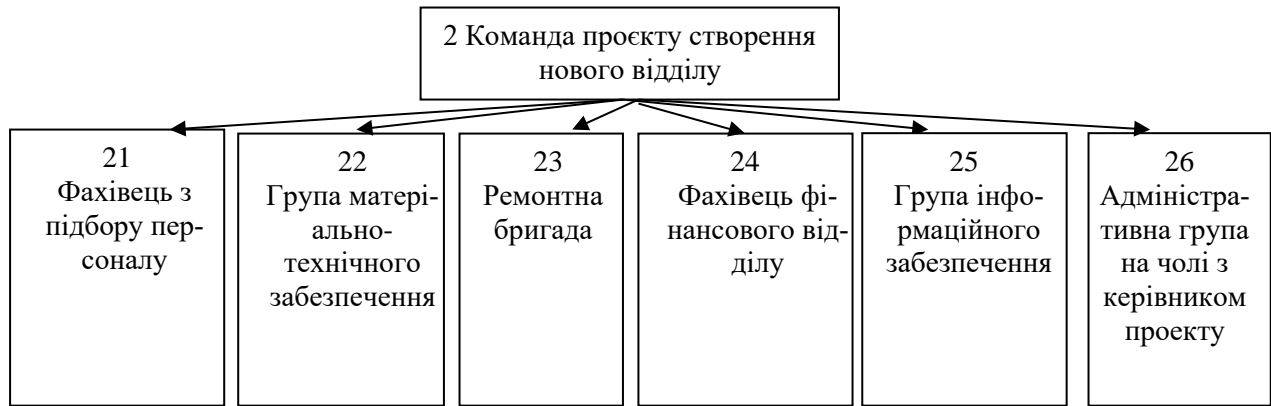 2 Команда проєкту створення
нового відділу
21
Фахівець з
підбору пер-
соналу
22
Група матері-
ально-
технічного
забезпечення
23
Ремонтна
бригада
24
Фахівець фі-
нансового від-
ділу
25
Група інфо-
рмаційного
забезпечення
26
Адміністра-
тивна група
на чолі з
керівником
проекту